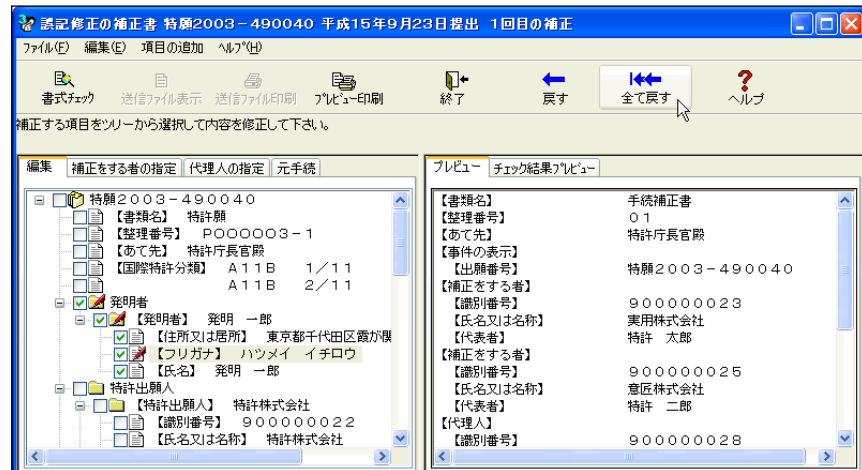 誤記修正の補正書 特願2003-490040 平成15年9月23日提出 1回目の補正
ファイル(F) 編集(E) 項目の追加 ヘルプ(H)
書式チェック 送信ファイル表示 送信ファイル印刷 プレビュー印刷 終了 戻す 全て戻す ヘルプ
補正する項目をツリーから選択して内容を修正して下さい。
編集 補正をする者の指定 代理人の指定 元手続
特願2003-490040
【書類名】 特許願
【整理番号】 P000003-1
【あて先】 特許庁長官殿
【国際特許分類】 A11B 1/11
A11B 2/11
発明者
【発明者】 発明 一郎
【住所又は居所】 東京都千代田区霞が
【フリガナ】 ハツメイ イチロウ
【氏名】 発明 一郎
特許出願人
【特許出願人】 特許株式会社
【識別番号】 900000022
【氏名又は名称】 特許株式会社
プレビュー チェック結果プレビュー
【書類名】 手続補正書
【整理番号】 01
【あて先】 特許庁長官殿
【事件の表示】
【出願番号】 特願2003-490040
【補正をする者】
【識別番号】 900000023
【氏名又は名称】 実用株式会社
【代表者】 特許 太郎
【補正をする者】
【識別番号】 900000025
【氏名又は名称】 意匠株式会社
【代表者】 特許 二郎
【代理人】
【識別番号】 900000028